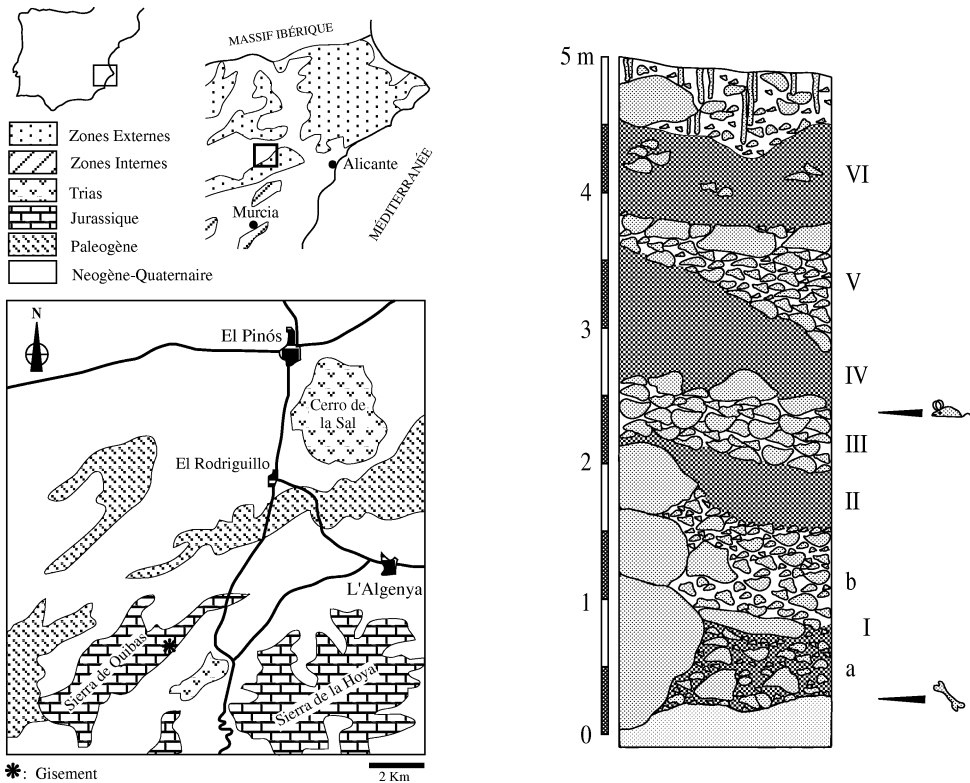 MASSIF IBÉRIQUE
Alicante
Murcia
MÉDITERRANÉE
Zones Externes
Zones Internes
Trias
Jurassique
Paleogène
Neogène-Quaternaire
N
El Pinós
Cerro de
la Sal
El Rodriguillo
L'Algenya
Sierra de Quibas
Sierra de la Hoya
: Gisement
2 Km
5 m
4
3
2
1
0
VI
V
IV
III
II
b
I
a